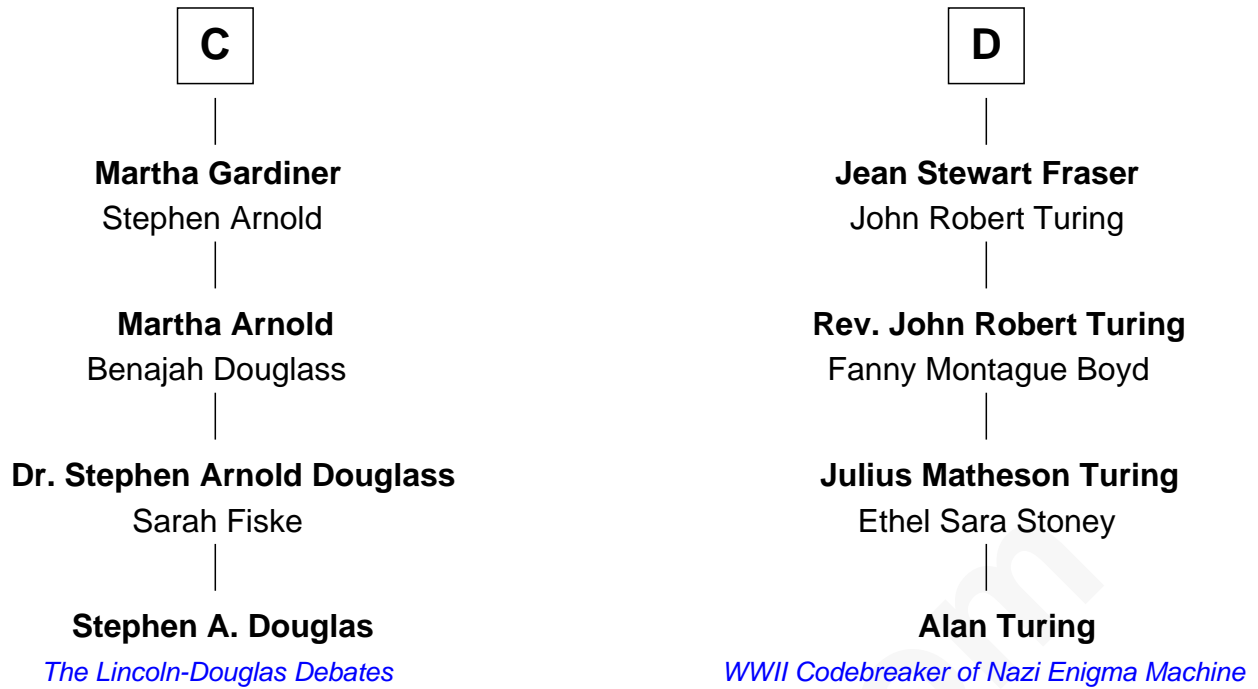 C
Martha Gardiner
Stephen Arnold
Martha Arnold
Benajah Douglass
Dr. Stephen Arnold Douglass
Sarah Fiske
Stephen A. Douglas
The Lincoln-Douglas Debates
D
Jean Stewart Fraser
John Robert Turing
Rev. John Robert Turing
Fanny Montague Boyd
Julius Matheson Turing
Ethel Sara Stoney
Alan Turing
WWII Codebreaker of Nazi Enigma Machine